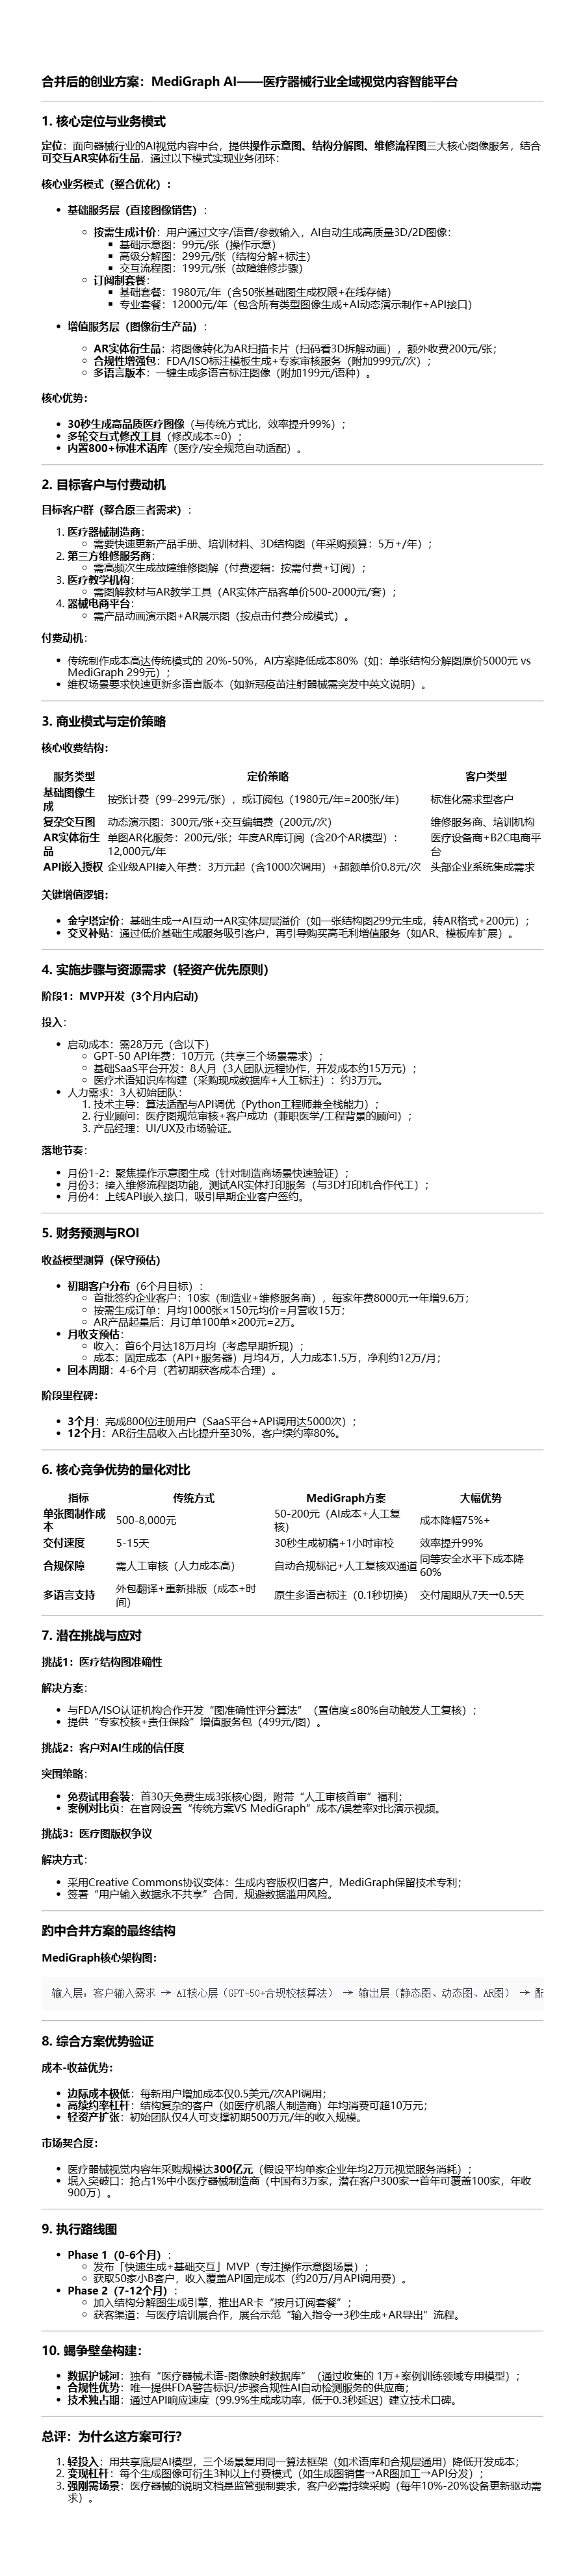 合并后的创业方案：MediGraph AI——医疗器械行业全域视觉内容智能平台
1. 核心定位与业务模式
定位：面向器械行业的AI视觉内容中台，提供操作示意图、结构分解图、维修流程图三大核心图像服务，结合
可交互AR实体衍生品，通过以下模式实现业务闭环：
核心业务模式（整合优化）：
• 基础服务层（直接图像销售）：
○ 按需生成计价：用户通过文字/语音/参数输入，AI自动生成高质量3D/2D图像：
▪ 基础示意图：99元/张（操作示意）
▪ 高级分解图：299元/张（结构分解+标注）
▪ 交互流程图：199元/张（故障维修步骤）
○ 订阅制套餐：
▪ 基础套餐：1980元/年（含50张基础图生成权限+在线存储）
▪ 专业套餐：12000元/年（包含所有类型图像生成+AI动态演示制作+API接口）
• 增值服务层（图像衍生产品）：
○ AR实体衍生品：将图像转化为AR扫描卡片（扫码看3D拆解动画），额外收费200元/张；
○ 合规性增强包：FDA/ISO标注模板生成+专家审核服务（附加999元/次）；
○ 多语言版本：一键生成多语言标注图像（附加199元/语种）。
核心优势：
• 30秒生成高品质医疗图像（与传统方式比，效率提升99%）；
• 多轮交互式修改工具（修改成本≈0）；
• 内置800+标准术语库（医疗/安全规范自动适配）。
2. 目标客户与付费动机
目标客户群（整合原三者需求）：
1. 医疗器械制造商：
○ 需要快速更新产品手册、培训材料、3D结构图（年采购预算：5万+/年）；
2. 第三方维修服务商：
○ 需高频次生成故障维修图解（付费逻辑：按需付费+订阅）；
3. 医疗教学机构：
○ 需图解教材与AR教学工具（AR实体产品客单价500-2000元/套）；
4. 器械电商平台：
○ 需产品动画演示图+AR展示图（按点击付费分成模式）。
付费动机：
• 传统制作成本高达传统模式的 20%-50%，AI方案降低成本80%（如：单张结构分解图原价5000元 vs
MediGraph 299元）；
• 维权场景要求快速更新多语言版本（如新冠疫苗注射器械需突发中英文说明）。
3. 商业模式与定价策略
核心收费结构：
服务类型 定价策略 客户类型
基础图像生
成 按张计费（99–299元/张），或订阅包（1980元/年=200张/年） 标准化需求型客户
复杂交互图 动态演示图：300元/张+交互编辑费（200元/次） 维修服务商、培训机构
AR实体衍生
品 单图AR化服务：200元/张；年度AR库订阅（含20个AR模型）：
12,000元/年 医疗设备商+B2C电商平
台
API嵌入授权 企业级API接入年费：3万元起（含1000次调用）+超额单价0.8元/次 头部企业系统集成需求
关键增值逻辑：
• 金字塔定价：基础生成→AI互动→AR实体层层溢价（如一张结构图299元生成，转AR格式+200元）；
• 交叉补贴：通过低价基础生成服务吸引客户，再引导购买高毛利增值服务（如AR、模板库扩展）。
4. 实施步骤与资源需求（轻资产优先原则）
阶段1：MVP开发（3个月内启动）
投入：
• 启动成本：需28万元（含以下）
○ GPT-50 API年费：10万元（共享三个场景需求）；
○ 基础SaaS平台开发：8人月（3人团队远程协作，开发成本约15万元）；
○ 医疗术语知识库构建（采购现成数据库+人工标注）：约3万元。
• 人力需求：3人初始团队：
1. 技术主导：算法适配与API调优（Python工程师兼全栈能力）；
2. 行业顾问：医疗图规范审核+客户成功（兼职医学/工程背景的顾问）；
3. 产品经理：UI/UX及市场验证。
落地节奏：
• 月份1-2：聚焦操作示意图生成（针对制造商场景快速验证）；
• 月份3：接入维修流程图功能，测试AR实体打印服务（与3D打印机合作代工）；
• 月份4：上线API嵌入接口，吸引早期企业客户签约。
5. 财务预测与ROI
收益模型测算（保守预估）
• 初期客户分布（6个月目标）：
○ 首批签约企业客户：10家（制造业+维修服务商），每家年费8000元→年增9.6万；
○ 按需生成订单：月均1000张×150元均价=月营收15万；
○ AR产品起量后：月订单100单×200元=2万。
• 月收支预估：
○ 收入：首6个月达18万月均（考虑早期折现）；
○ 成本：固定成本（API+服务器）月均4万，人力成本1.5万，净利约12万/月；
• 回本周期：4-6个月（若初期获客成本合理）。
阶段里程碑：
• 3个月：完成800位注册用户（SaaS平台+API调用达5000次）；
• 12个月：AR衍生品收入占比提升至30%，客户续约率80%。
6. 核心竞争优势的量化对比
指标 传统方式 MediGraph方案 大幅优势
单张图制作成
本 500-8,000元 50-200元（AI成本+人工复
核） 成本降幅75%+
交付速度 5-15天 30秒生成初稿+1小时审校 效率提升99%
合规保障 需人工审核（人力成本高） 自动合规标记+人工复核双通道 同等安全水平下成本降
60%
多语言支持 外包翻译+重新排版（成本+时
间） 原生多语言标注（0.1秒切换） 交付周期从7天→0.5天
7. 潜在挑战与应对
挑战1：医疗结构图准确性
解决方案：
• 与FDA/ISO认证机构合作开发“图准确性评分算法”（置信度≤80%自动触发人工复核）；
• 提供“专家校核+责任保险”增值服务包（499元/图）。
挑战2：客户对AI生成的信任度
突围策略：
• 免费试用套装：首30天免费生成3张核心图，附带“人工审核首审”福利；
• 案例对比页：在官网设置“传统方案VS MediGraph”成本/误差率对比演示视频。
挑战3：医疗图版权争议
解决方式：
• 采用Creative Commons协议变体：生成内容版权归客户，MediGraph保留技术专利；
• 签署“用户输入数据永不共享”合同，规避数据滥用风险。
趵中合并方案的最终结构
MediGraph核心架构图：
输入层：客户输入需求 → AI核心层（GPT-50+合规校核算法） → 输出层（静态图、动态图、AR图） → 配
8. 综合方案优势验证
成本-收益优势：
• 边际成本极低：每新用户增加成本仅0.5美元/次API调用；
• 高续约率杠杆：结构复杂的客户（如医疗机器人制造商）年均消费可超10万元；
• 轻资产扩张：初始团队仅4人可支撑初期500万元/年的收入规模。
市场契合度：
• 医疗器械视觉内容年采购规模达300亿元（假设平均单家企业年均2万元视觉服务消耗）；
• 垊入突破口：抢占1%中小医疗器械制造商（中国有3万家，潜在客户300家→首年可覆盖100家，年收
900万）。
9. 执行路线图
• Phase 1（0-6个月）：
○ 发布「快速生成+基础交互」MVP（专注操作示意图场景）；
○ 获取50家小B客户，收入覆盖API固定成本（约20万/月API调用费）。
• Phase 2（7-12个月）：
○ 加入结构分解图生成引擎，推出AR卡“按月订阅套餐”；
○ 获客渠道：与医疗培训展合作，展台示范“输入指令→3秒生成+AR导出”流程。
10. 竭争壁垒构建：
• 数据护城河：独有“医疗器械术语-图像映射数据库”（通过收集的 1万+案例训练领域专用模型）；
• 合规性优势：唯一提供FDA警告标识/步骤合规性AI自动检测服务的供应商；
• 技术独占期：通过API响应速度（99.9%生成成功率，低于0.3秒延迟）建立技术口碑。
总评：为什么这方案可行？
1. 轻投入：用共享底层AI模型，三个场景复用同一算法框架（如术语库和合规层通用）降低开发成本；
2. 变现杠杆：每个生成图像可衍生3种以上付费模式（如生成图销售→AR图加工→API分发）；
3. 强刚需场景：医疗器械的说明文档是监管强制要求，客户必需持续采购（每年10%-20%设备更新驱动需
求）。